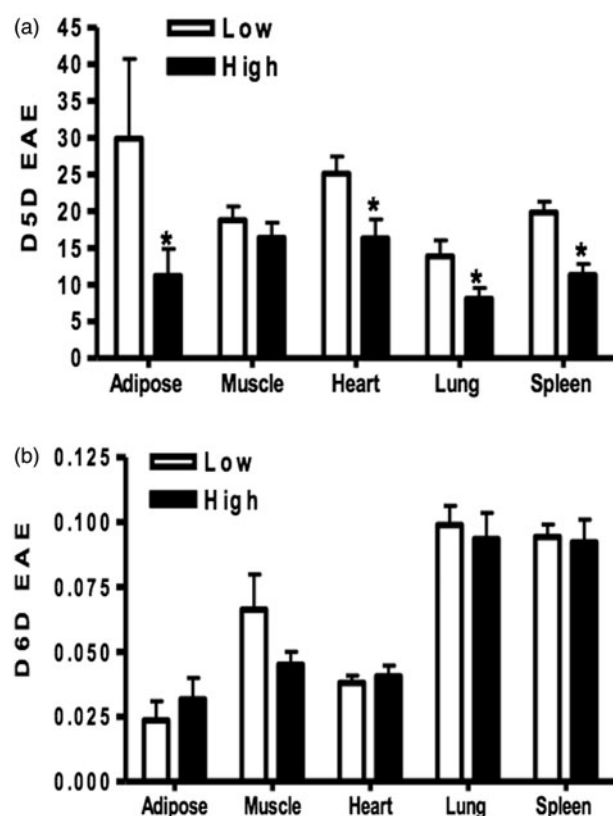 (a)
Low
High
D5D EAE
45
40
35
30
25
20
15
10
5
0
*
*
*
*
Adipose Muscle Heart Lung Spleen
(b)
Low
High
D6D EAE
0.125
0.100
0.075
0.050
0.025
0.000
Adipose Muscle Heart Lung Spleen